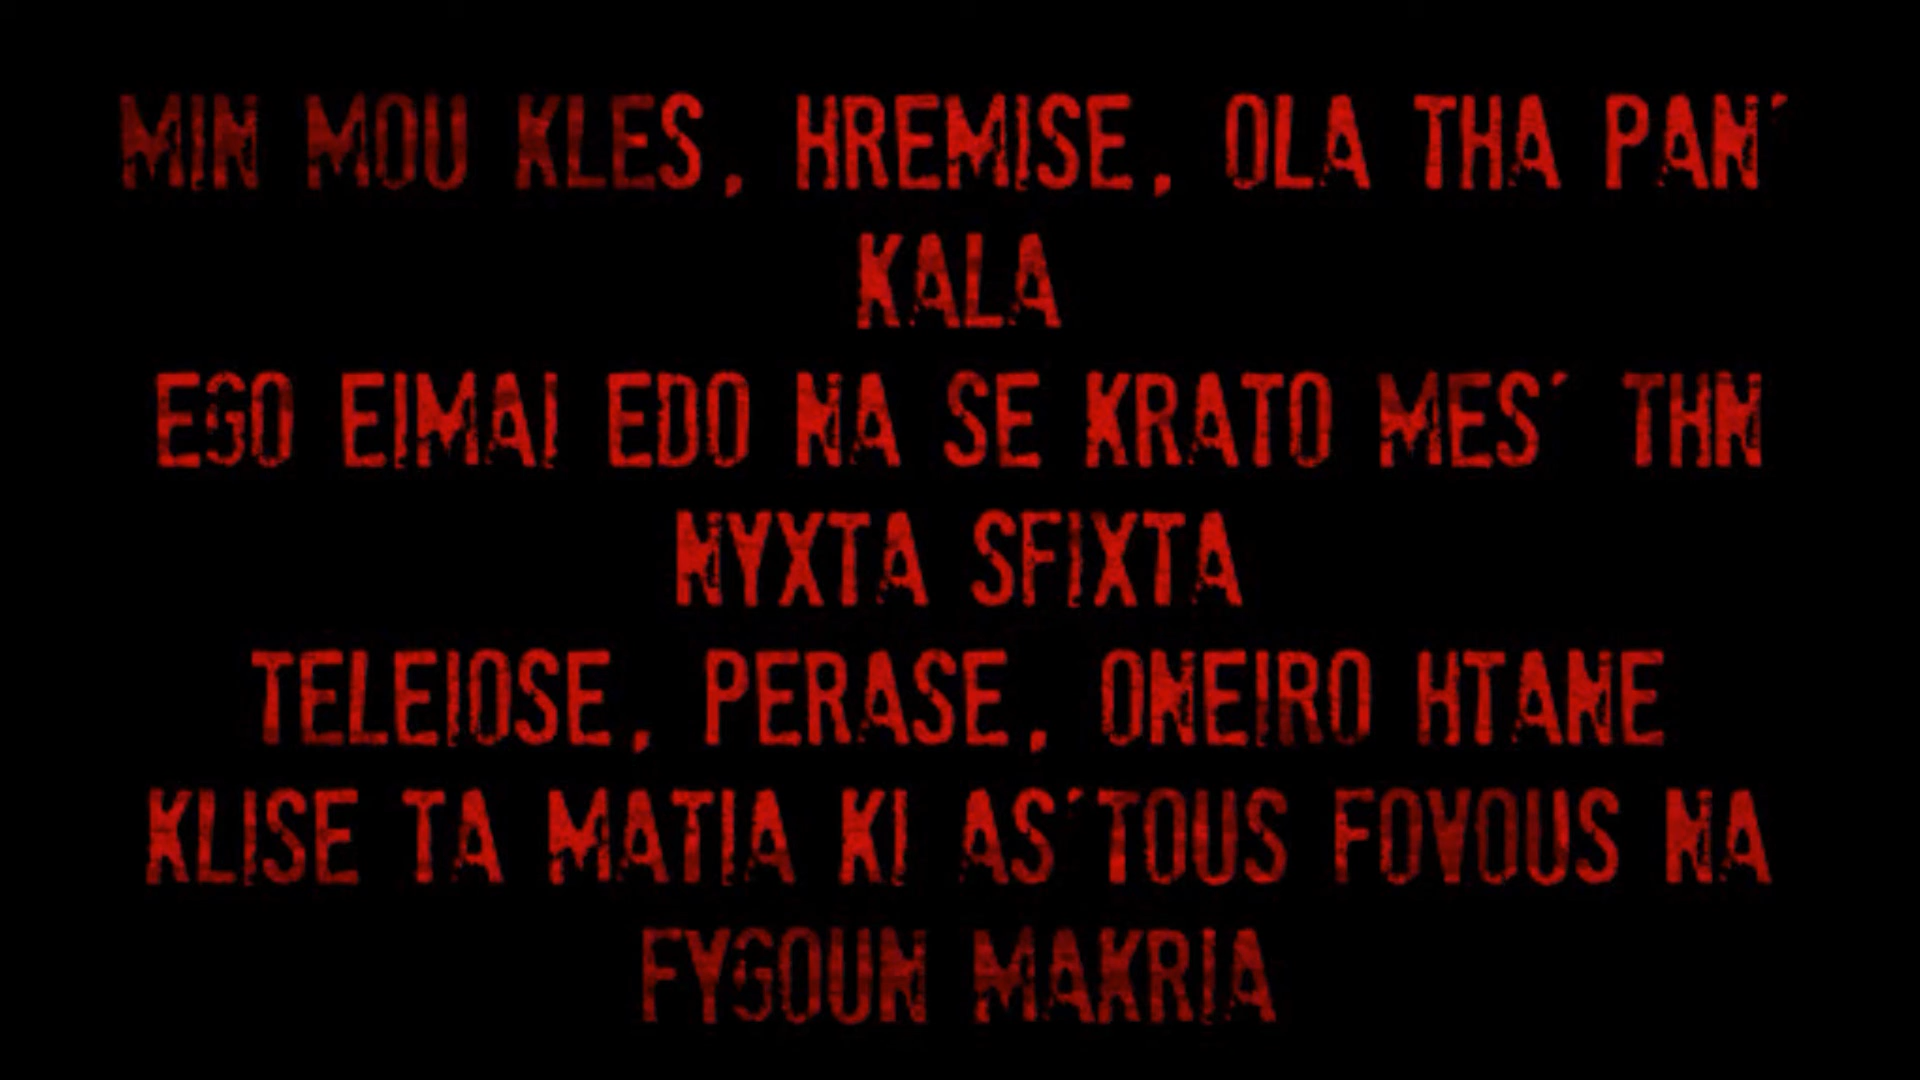 MIN MOU KLES, HREMISE, OLA THA PAN´
KALA
EGO EIMAI EDO NA SE KRATO MES´ THN
NYXTA SFIXTA
TELEIOSE, PERASE, ONEIRO HTANE
KLISE TA MATIA KI AS´TOUS FOVOUS NA
FYGOUN MAKRIA